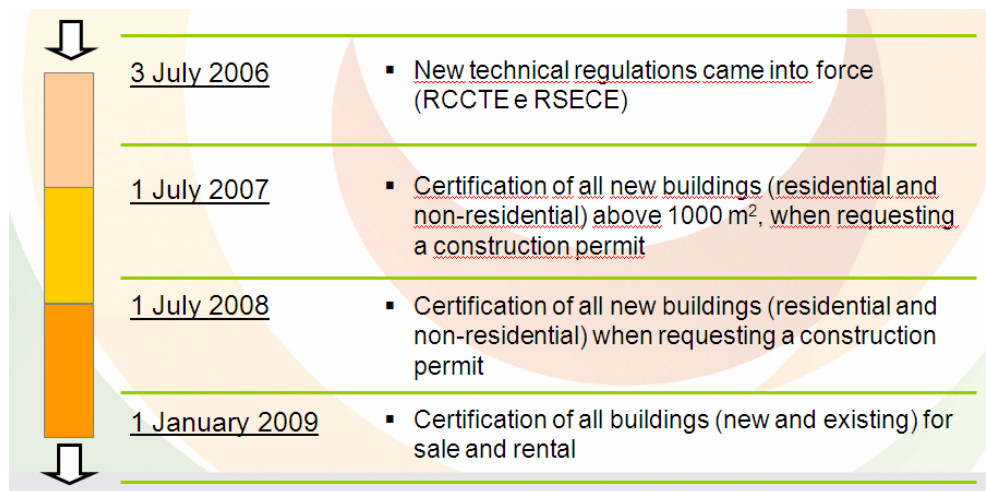 3 July 2006
▪ New technical regulations came into force
(RCCTE e RSECE)
1 July 2007
▪ Certification of all new buildings (residential and
non-residential) above 1000 m², when requesting
a construction permit
1 July 2008
▪ Certification of all new buildings (residential and
non-residential) when requesting a construction
permit
1 January 2009
▪ Certification of all buildings (new and existing) for
sale and rental